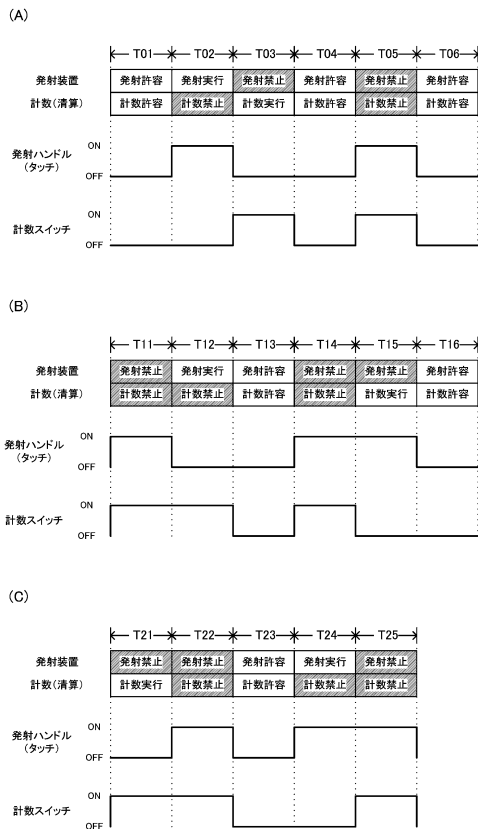 (A)
T01 T02 T03 T04 T05 T06
発射装置 発射許容 発射実行 発射禁止 発射許容 発射禁止 発射許容
計数(清算) 計数許容 計数禁止 計数実行 計数許容 計数禁止 計数許容
発射ハンドル ON
(タッチ) OFF
ON
計数スイッチ
OFF
(B)
T11 T12 T13 T14 T15 T16
発射装置 発射禁止 発射実行 発射許容 発射禁止 発射禁止 発射許容
計数(清算) 計数禁止 計数禁止 計数許容 計数禁止 計数実行 計数許容
発射ハンドル ON
(タッチ) OFF
ON
計数スイッチ
OFF
(C)
T21 T22 T23 T24 T25
発射装置 発射禁止 発射禁止 発射許容 発射実行 発射禁止
計数(清算) 計数実行 計数禁止 計数許容 計数禁止 計数禁止
発射ハンドル ON
(タッチ) OFF
ON
計数スイッチ
OFF